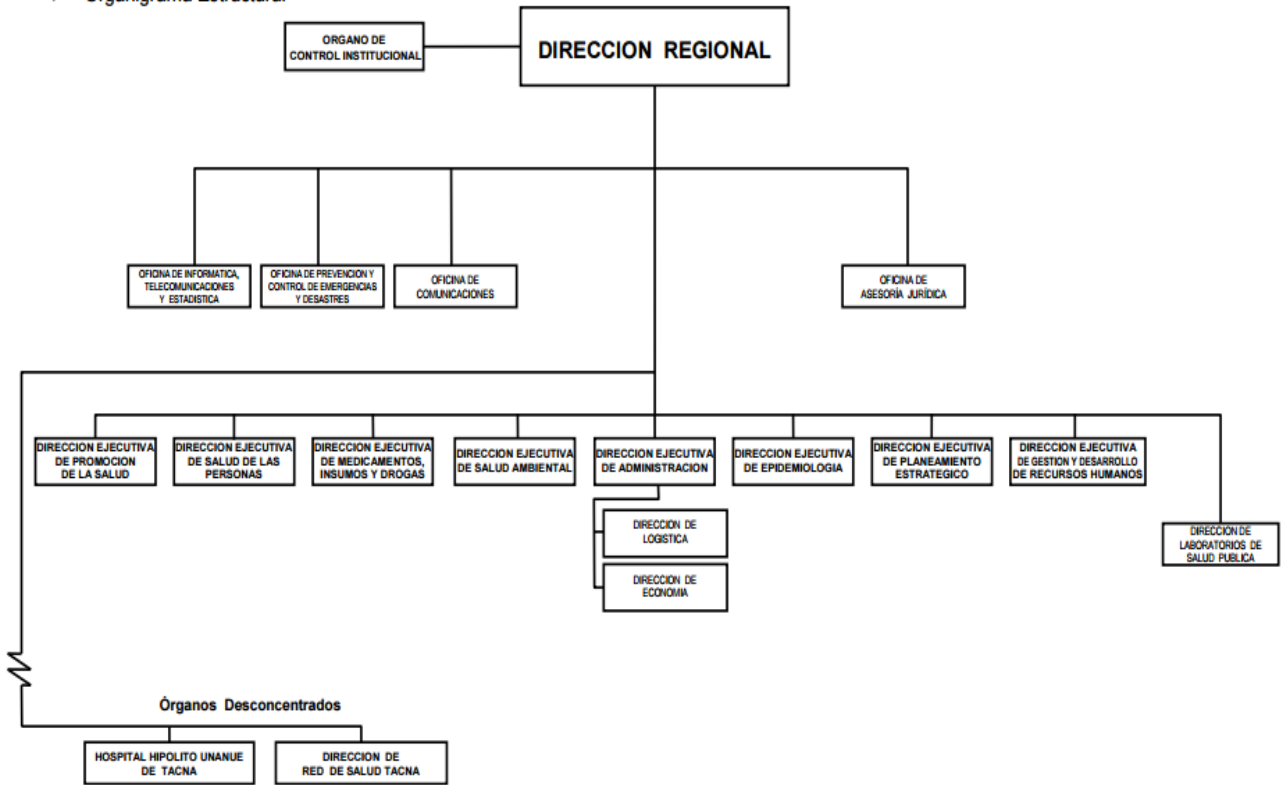 Organigrama Estructural
ORGANO DE
CONTROL INSTITUCIONAL
DIRECCION REGIONAL
OFICINA DE INFORMATICA,
TELECOMUNICACIONES
Y ESTADISTICA
OFICINA DE PREVENCION Y
CONTROL DE EMERGENCIAS
Y DESASTRES
OFICINA DE
COMUNICACIONES
OFICINA DE
ASESORÍA JURÍDICA
DIRECCION EJECUTIVA
DE PROMOCION
DE LA SALUD
DIRECCION EJECUTIVA
DE SALUD DE LAS
PERSONAS
DIRECCION EJECUTIVA
DE MEDICAMENTOS,
INSUMOS Y DROGAS
DIRECCION EJECUTIVA
DE SALUD AMBIENTAL
DIRECCION EJECUTIVA
DE ADMINISTRACION
DIRECCION EJECUTIVA
DE EPIDEMIOLOGIA
DIRECCION EJECUTIVA
DE PLANEAMIENTO
ESTRATEGICO
DIRECCION EJECUTIVA
DE GESTION Y DESARROLLO
DE RECURSOS HUMANOS
DIRECCION DE
LOGISTICA
DIRECCION DE
ECONOMIA
DIRECCION DE
LABORATORIOS DE
SALUD PUBLICA
Órganos Desconcentrados
HOSPITAL HIPOLITO UNANUE
DE TACNA
DIRECCION DE
RED DE SALUD TACNA